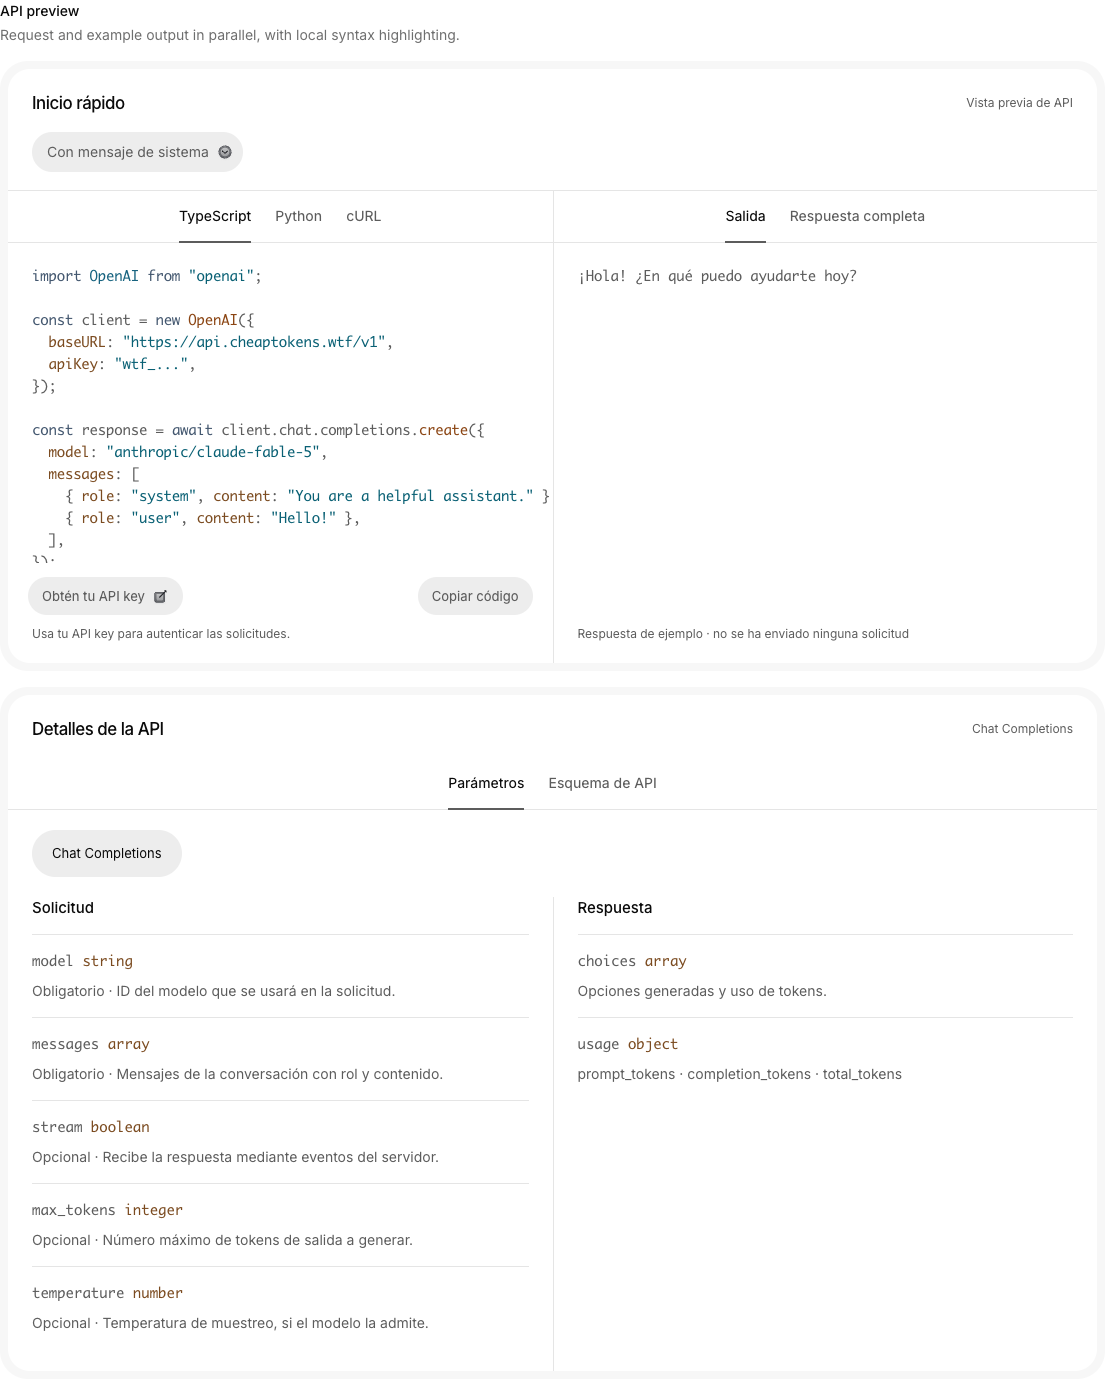 API preview
Request and example output in parallel, with local syntax highlighting.
Inicio rápido
Vista previa de API
Con mensaje de sistema
TypeScript Python cURL
Salida Respuesta completa
import OpenAI from "openai";
const client = new OpenAI({
  baseURL: "https://api.cheaptokens.wtf/v1",
  apiKey: "wtf_...",
});
const response = await client.chat.completions.create({
  model: "anthropic/claude-fable-5",
  messages: [
    { role: "system", content: "You are a helpful assistant." }
    { role: "user", content: "Hello!" },
  ],
});
¡Hola! ¿En qué puedo ayudarte hoy?
Obtén tu API key
Copiar código
Usa tu API key para autenticar las solicitudes.
Respuesta de ejemplo · no se ha enviado ninguna solicitud
Detalles de la API
Chat Completions
Parámetros Esquema de API
Chat Completions
Solicitud
model string
Obligatorio · ID del modelo que se usará en la solicitud.
messages array
Obligatorio · Mensajes de la conversación con rol y contenido.
stream boolean
Opcional · Recibe la respuesta mediante eventos del servidor.
max_tokens integer
Opcional · Número máximo de tokens de salida a generar.
temperature number
Opcional · Temperatura de muestreo, si el modelo la admite.
Respuesta
choices array
Opciones generadas y uso de tokens.
usage object
prompt_tokens · completion_tokens · total_tokens